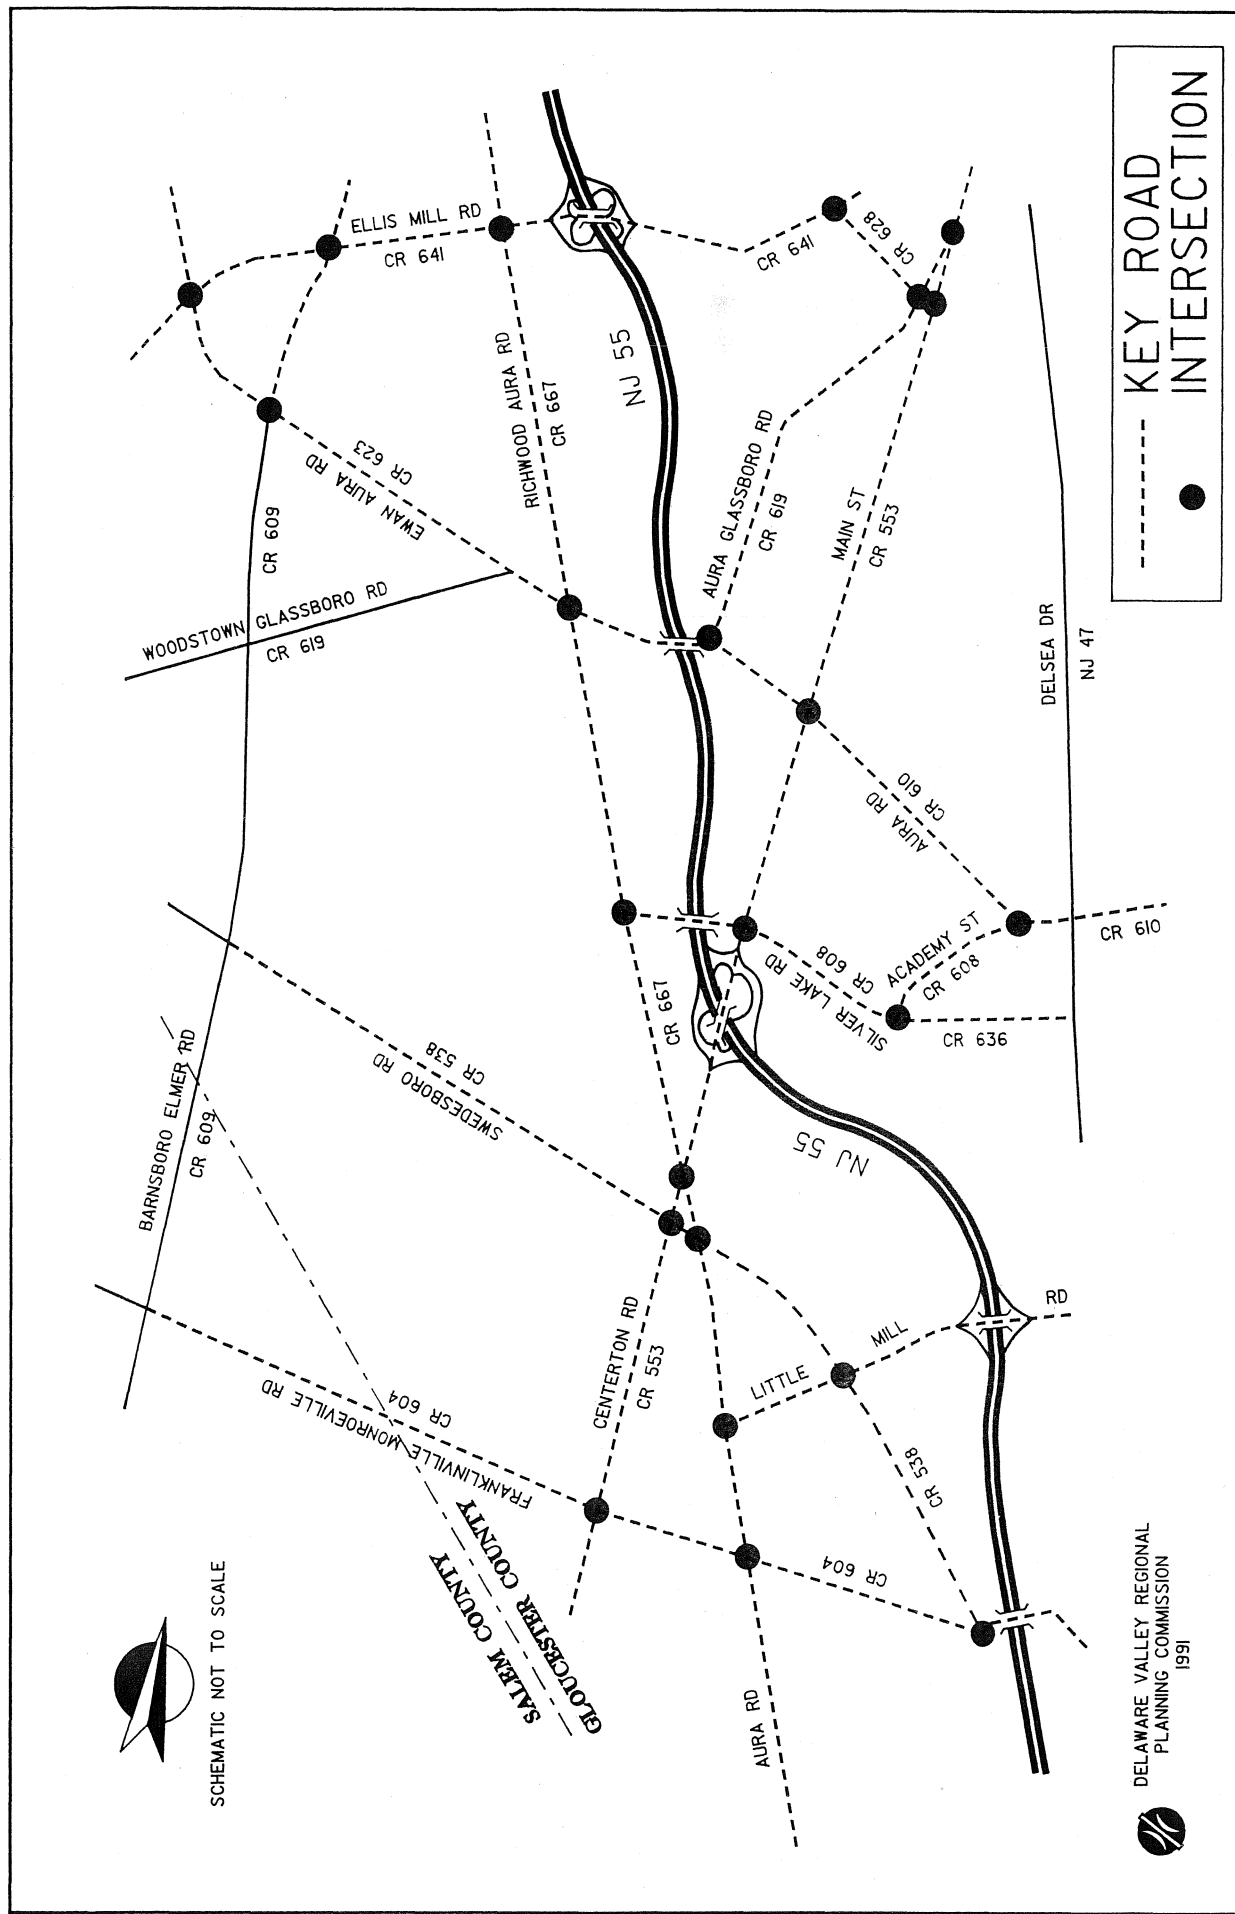 ELLIS MILL RD
CR 641
RICHWOOD AURA RD
CR 667
NJ 55
CR 641
CR 628
EWAN AURA RD
CR 623
CR 609
WOODSTOWN GLASSBORO RD
CR 619
AURA GLASSBORO RD
CR 619
MAIN ST
CR 553
DELSEA DR
NJ 47
AURA RD
CR 610
CR 610
ACADEMY ST
CR 608
SILVER LAKE RD
CR 608
CR 636
CR 667
SWEDESBORO RD
CR 538
BARNSBORO ELMER RD
CR 609
NJ 55
CENTERTON RD
CR 553
LITTLE
MILL
RD
FRANKLINVILLE MONROEVILLE RD
CR 604
CR 538
CR 604
AURA RD
SALEM COUNTY
GLOUCESTER COUNTY
SCHEMATIC NOT TO SCALE
KEY ROAD
INTERSECTION
DELAWARE VALLEY REGIONAL
PLANNING COMMISSION
1991